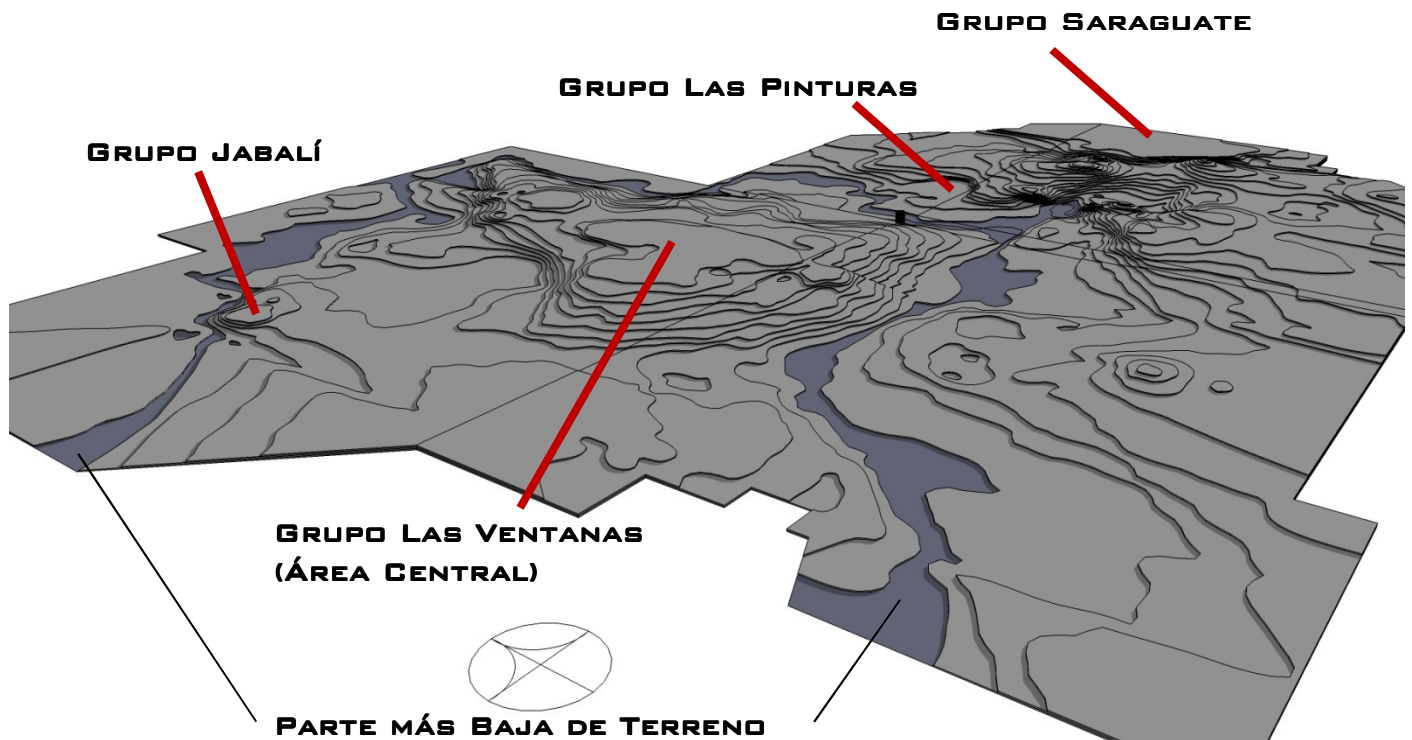 Grupo Saraguate
Grupo Las Pinturas
Grupo Jabalí
Grupo Las Ventanas
(Área Central)
Parte más Baja de Terreno